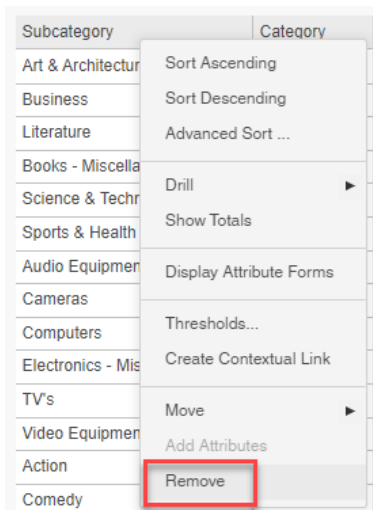 Subcategory Category
Art & Architectur
Business
Literature
Books - Miscella
Science & Techr
Sports & Health
Audio Equipmen
Cameras
Computers
Electronics - Mis
TV's
Video Equipmen
Action
Comedy
Sort Ascending
Sort Descending
Advanced Sort ...
Drill
Show Totals
Display Attribute Forms
Thresholds...
Create Contextual Link
Move
Add Attributes
Remove